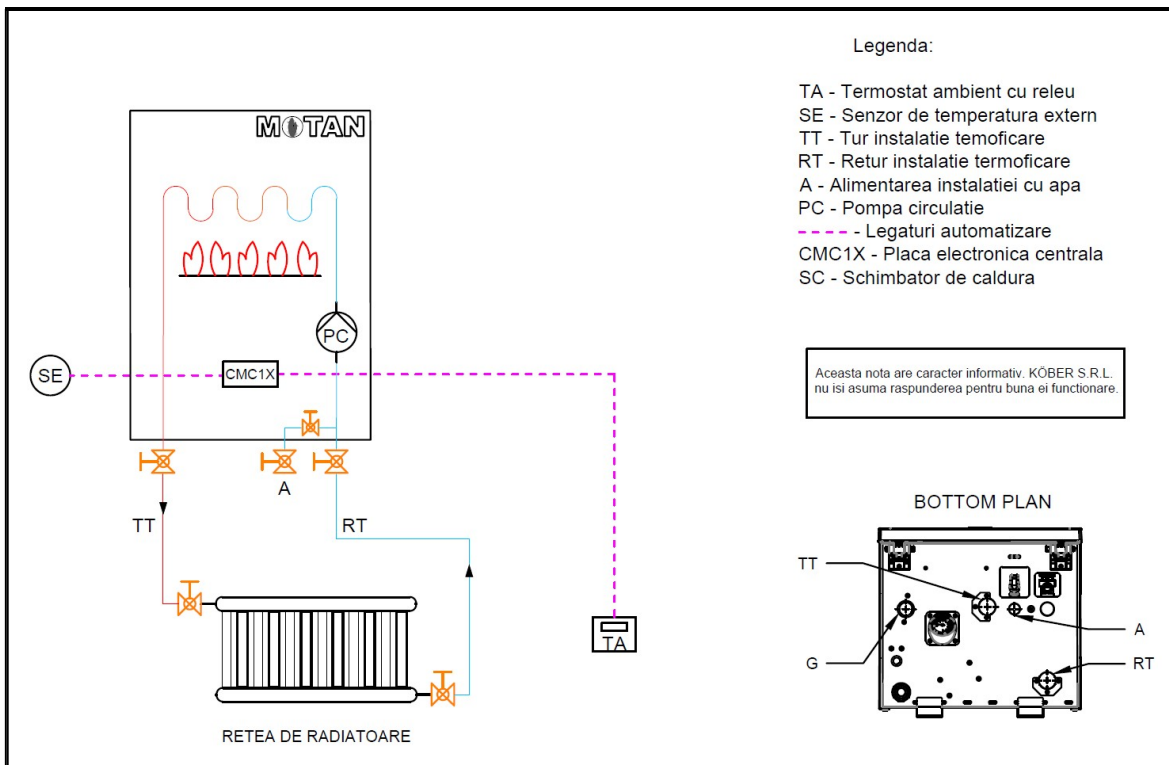 MOTAN
PC
SE
CMC1X
A
TT
RT
TA
RETEA DE RADIATOARE
Legenda:
TA - Termostat ambient cu releu
SE - Senzor de temperatura extern
TT - Tur instalatie temoficare
RT - Retur instalatie termoficare
A - Alimentarea instalatiei cu apa
PC - Pompa circulatie
- Legaturi automatizare
CMC1X - Placa electronica centrala
SC - Schimbator de caldura
Aceasta nota are caracter informativ. KÖBER S.R.L.
nu isi asuma raspunderea pentru buna ei functionare.
BOTTOM PLAN
TT
A
G
RT